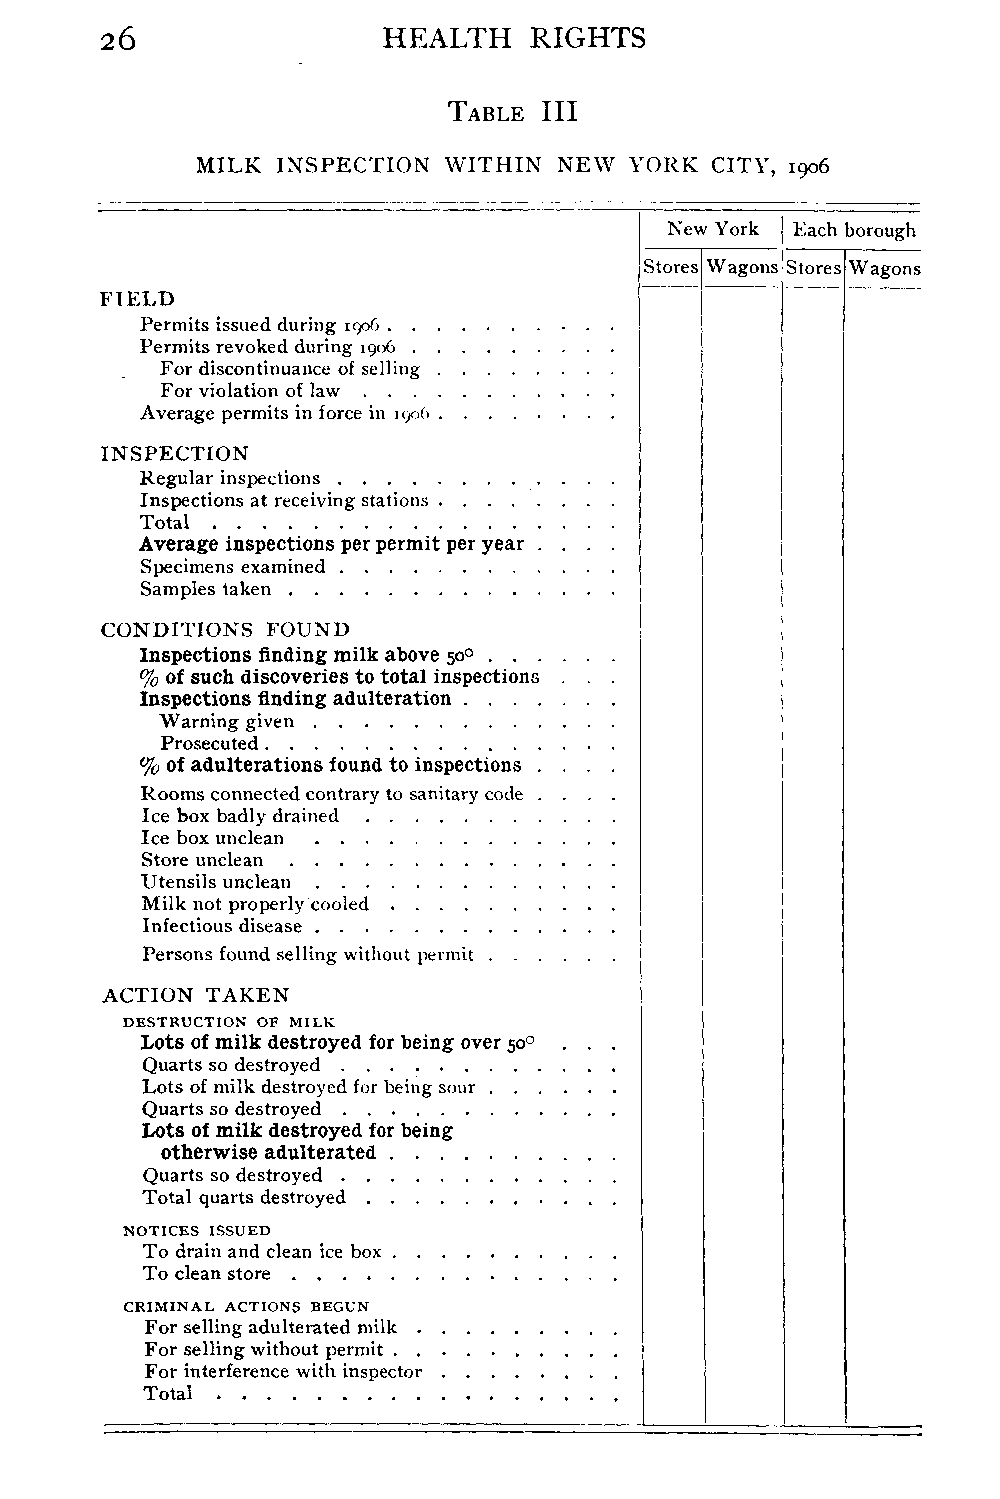 26 HEALTH RIGHTS
TABLE III
MILK INSPECTION WITHIN NEW YORK CITY, 1906
New York Each borough
Stores Wagons Stores Wagons
FIELD
Permits issued during 1906 . . . . . . . . . .
Permits revoked during 1906 . . . . . . . . .
For discontinuance of selling . . . . . . . .
For violation of law . . . . . . . . . . .
Average permits in force in 1906 . . . . . . . .
INSPECTION
Regular inspections . . . . . . . . . . . .
Inspections at receiving stations . . . . . . . .
Total . . . . . . . . . . . . . . . . .
Average inspections per permit per year . . . .
Specimens examined . . . . . . . . . . . .
Samples taken . . . . . . . . . . . . . .
CONDITIONS FOUND
Inspections finding milk above 50° . . . . . .
% of such discoveries to total inspections . . .
Inspections finding adulteration . . . . . . .
Warning given . . . . . . . . . . . . .
Prosecuted . . . . . . . . . . . . . . .
% of adulterations found to inspections . . . .
Rooms connected contrary to sanitary code . . . .
Ice box badly drained . . . . . . . . . . .
Ice box unclean . . . . . . . . . . . . .
Store unclean . . . . . . . . . . . . . .
Utensils unclean . . . . . . . . . . . . .
Milk not properly cooled . . . . . . . . . .
Infectious disease . . . . . . . . . . . . .
Persons found selling without permit . . . . . .
ACTION TAKEN
DESTRUCTION OF MILK
Lots of milk destroyed for being over 50° . . .
Quarts so destroyed . . . . . . . . . . . .
Lots of milk destroyed for being sour . . . . . .
Quarts so destroyed . . . . . . . . . . . .
Lots of milk destroyed for being
otherwise adulterated . . . . . . . . . .
Quarts so destroyed . . . . . . . . . . . .
Total quarts destroyed . . . . . . . . . . .
NOTICES ISSUED
To drain and clean ice box . . . . . . . . . .
To clean store . . . . . . . . . . . . . .
CRIMINAL ACTIONS BEGUN
For selling adulterated milk . . . . . . . . .
For selling without permit . . . . . . . . . .
For interference with inspector . . . . . . . .
Total . . . . . . . . . . . . . . . . .